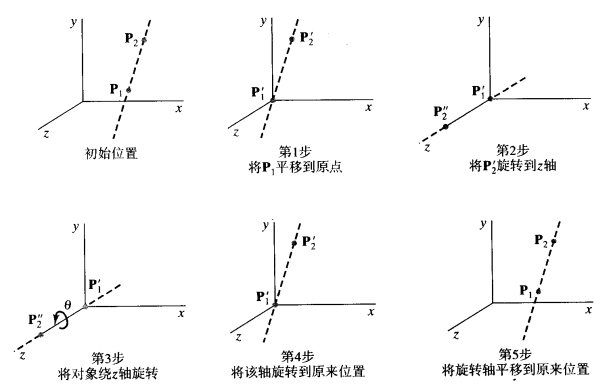 y
P₂
P₁
x
z
初始位置
y
P₂′
P₁′
x
z
第1步
将P₁平移到原点
y
P₁′
P₂″
x
z
第2步
将P₂′旋转到z轴
y
θ
P₁′
P₂″
x
z
第3步
将对象绕z轴旋转
y
P₂′
P₁′
x
z
第4步
将该轴旋转到原来位置
y
P₂
P₁
x
z
第5步
将旋转轴平移到原来位置